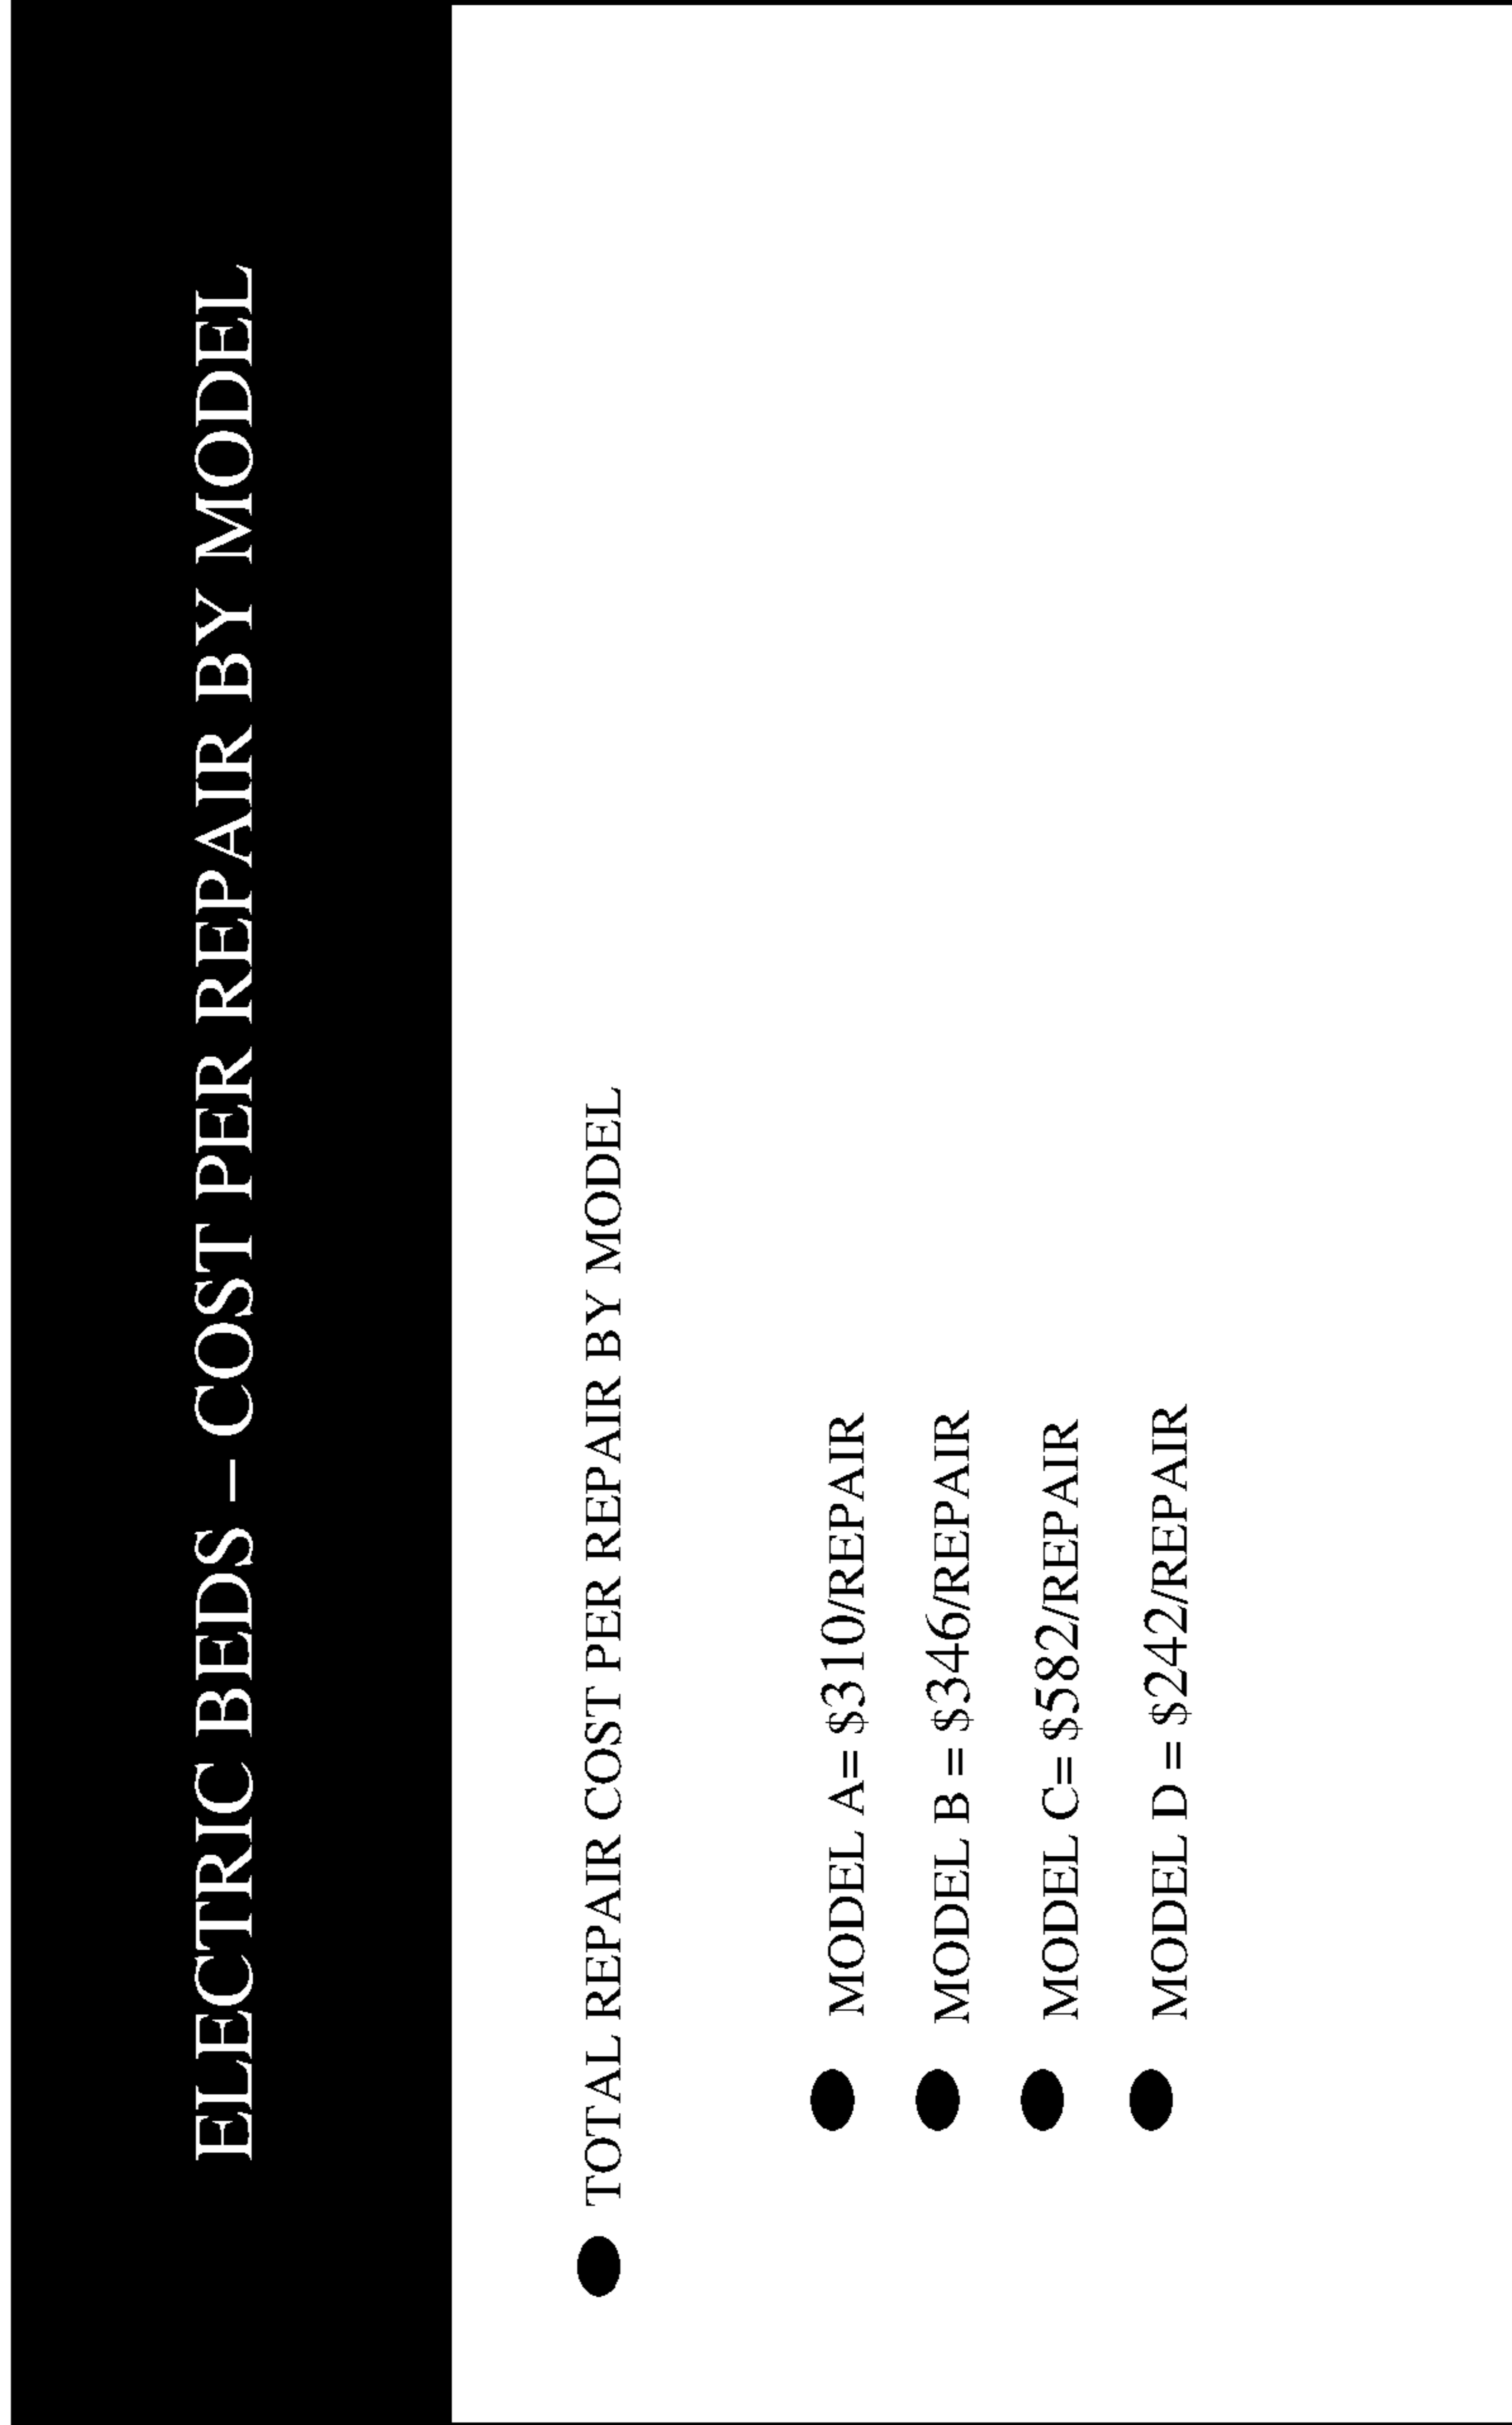 ELECTRIC BEDS – COST PER REPAIR BY MODEL
TOTAL REPAIR COST PER REPAIR BY MODEL
MODEL A= $310/REPAIR
MODEL B = $346/REPAIR
MODEL C= $582/REPAIR
MODEL D = $242/REPAIR